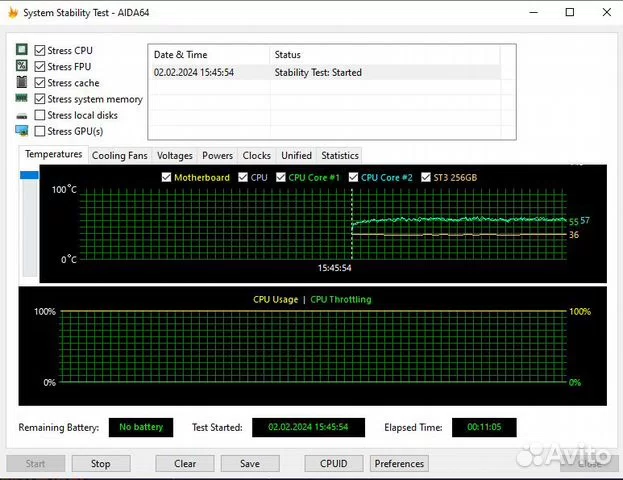 System Stability Test - AIDA64
Stress CPU
Stress FPU
Stress cache
Stress system memory
Stress local disks
Stress GPU(s)
Date & Time Status
02.02.2024 15:45:54 Stability Test: Started
Temperatures Cooling Fans Voltages Powers Clocks Unified Statistics
Motherboard CPU CPU Core #1 CPU Core #2 ST3 256GB
100°C
55 57
36
0°C
15:45:54
CPU Usage | CPU Throttling
100% 100%
0% 0%
Remaining Battery: No battery Test Started: 02.02.2024 15:45:54 Elapsed Time: 00:11:05
Start Stop Clear Save CPUID Preferences Close
Avito